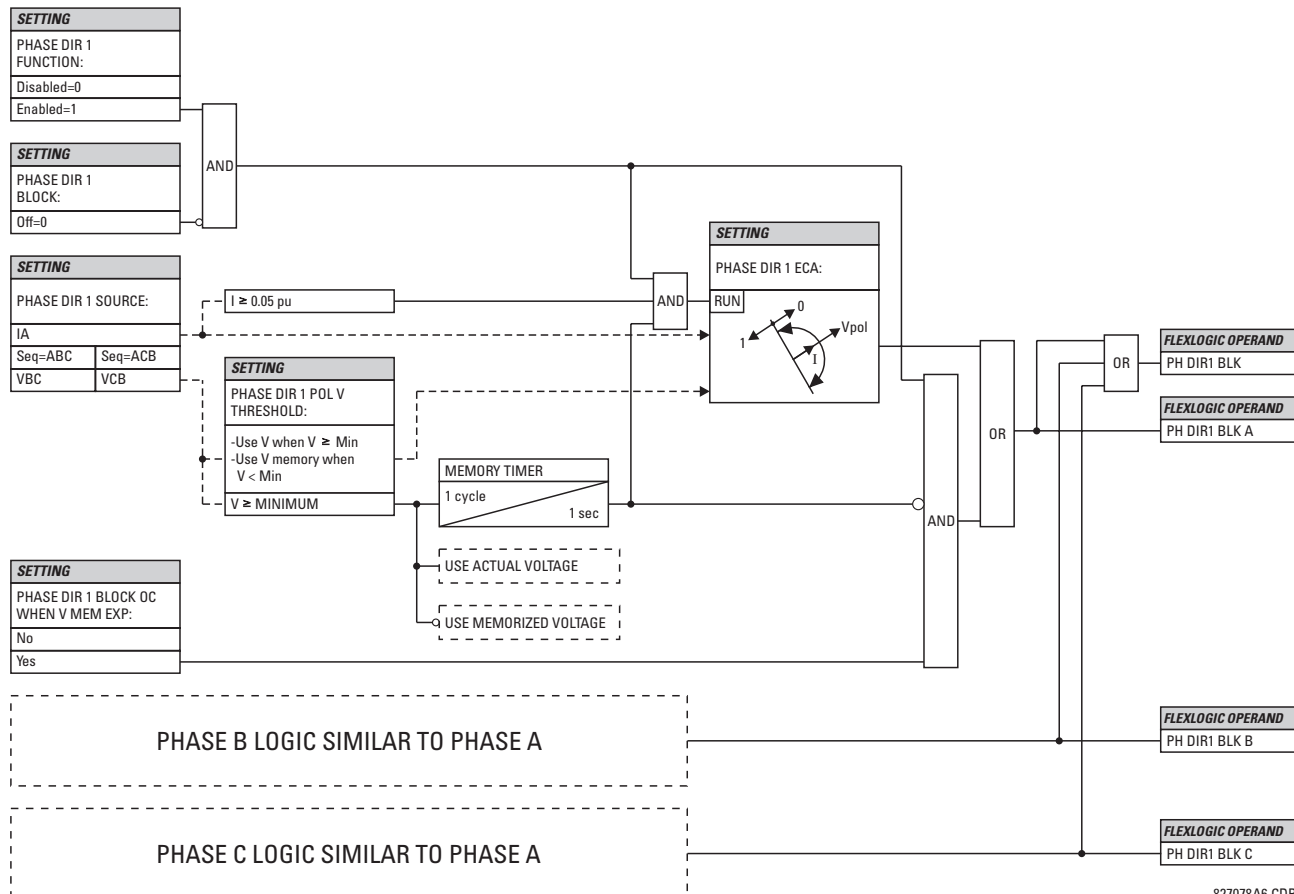 SETTING
PHASE DIR 1
FUNCTION:
Disabled=0
Enabled=1
AND
SETTING
PHASE DIR 1
BLOCK:
Off=0
SETTING
PHASE DIR 1 SOURCE:
IA
Seq=ABC Seq=ACB
VBC VCB
I ≥ 0.05 pu
SETTING
PHASE DIR 1 POL V
THRESHOLD:
-Use V when V ≥ Min
-Use V memory when
V < Min
V ≥ MINIMUM
MEMORY TIMER
1 cycle
1 sec
USE ACTUAL VOLTAGE
USE MEMORIZED VOLTAGE
AND
SETTING
PHASE DIR 1 ECA:
RUN
0
1
Vpol
I
AND
OR
OR
FLEXLOGIC OPERAND
PH DIR1 BLK
FLEXLOGIC OPERAND
PH DIR1 BLK A
SETTING
PHASE DIR 1 BLOCK OC
WHEN V MEM EXP:
No
Yes
PHASE B LOGIC SIMILAR TO PHASE A
FLEXLOGIC OPERAND
PH DIR1 BLK B
PHASE C LOGIC SIMILAR TO PHASE A
FLEXLOGIC OPERAND
PH DIR1 BLK C
827078A6.CDR